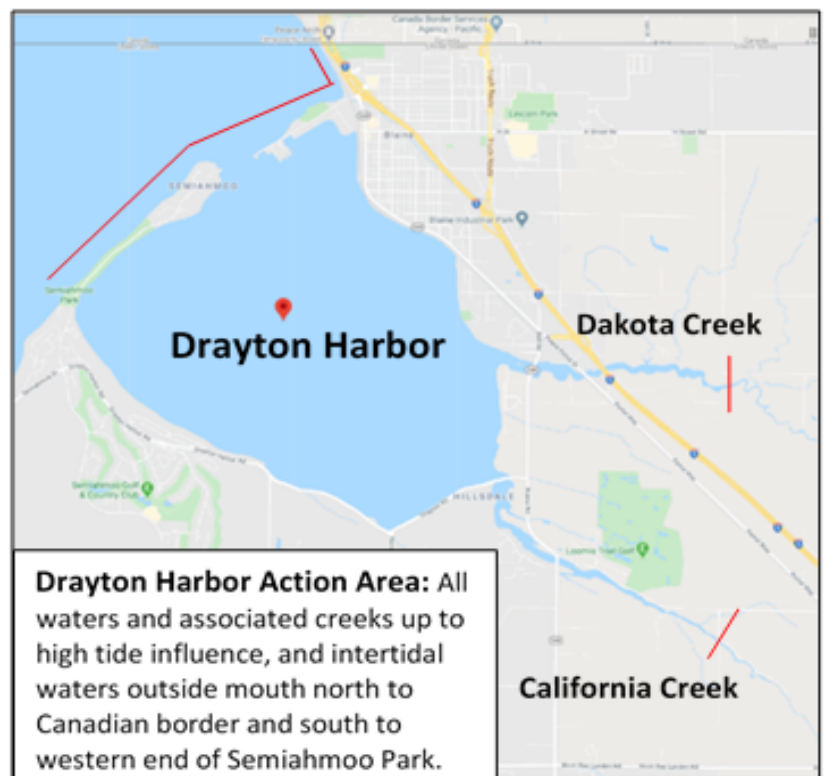 Canada Border Services
Agency - Pacific
Peace Arch
Lincoln Park
Blaine
SEMIAHMOO
Blaine Industrial Park
Semiahmoo
Park
Dakota Creek
Drayton Harbor
Semiahmoo Golf
& Country Club
HILLSDALE
Loomis Trail Golf
Drayton Harbor Action Area: All
waters and associated creeks up to
high tide influence, and intertidal
waters outside mouth north to
Canadian border and south to
western end of Semiahmoo Park.
California Creek